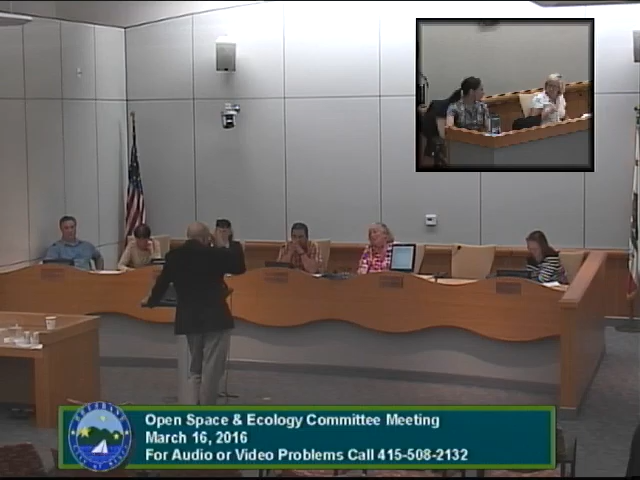 Open Space & Ecology Committee Meeting
March 16, 2016
For Audio or Video Problems Call 415-508-2132